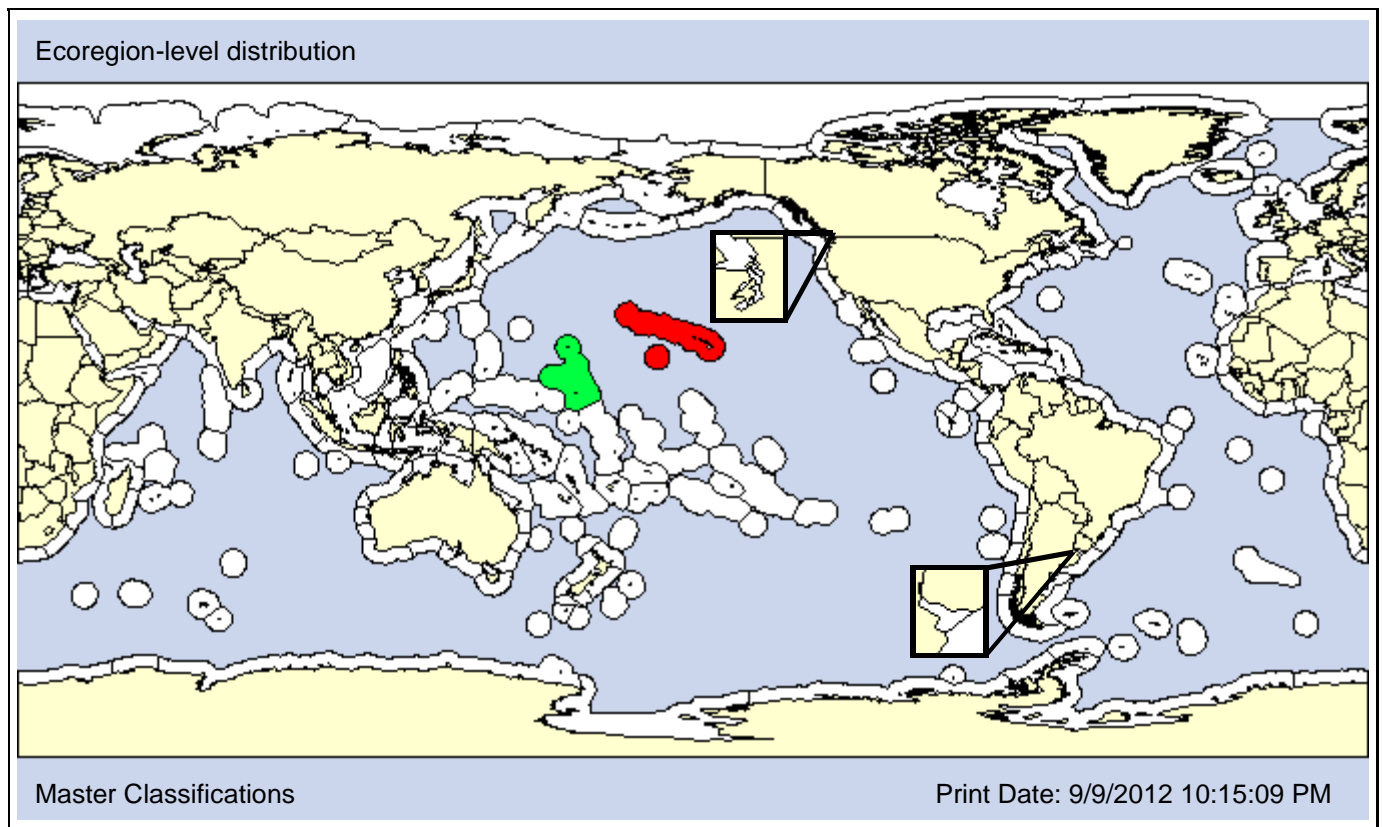 Ecoregion-level distribution
Master Classifications
Print Date: 9/9/2012 10:15:09 PM